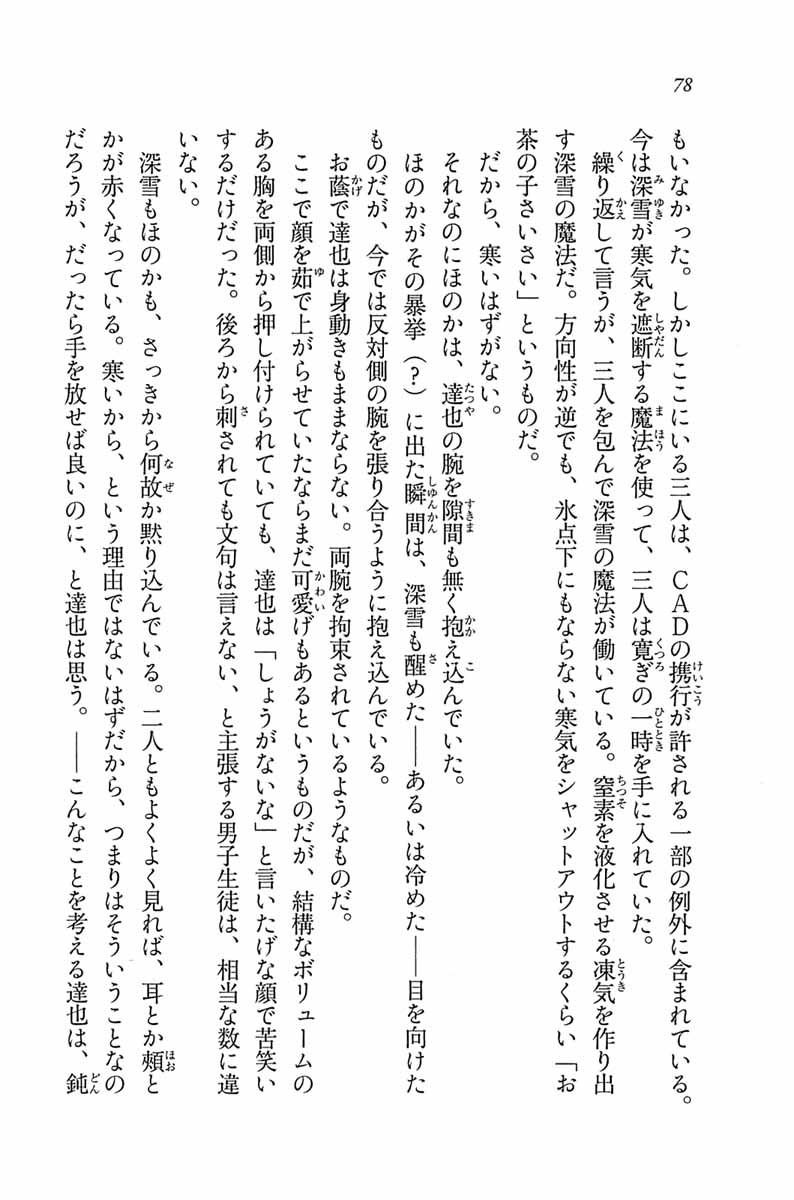 78
もいなかった。しかしここにいる三人は、ＣＡＤの携行が許される一部の例外に含まれている。
今は深雪が寒気を遮断する魔法を使って、三人は寛ぎの一時を手に入れていた。
繰り返して言うが、三人を包んで深雪の魔法が働いている。窒素を液化させる凍気を作り出
す深雪の魔法だ。方向性が逆でも、氷点下にもならない寒気をシャットアウトするくらい「お
茶の子さいさい」というものだ。
だから、寒いはずがない。
それなのにほのかは、達也の腕を隙間も無く抱え込んでいた。
ほのかがその暴挙（？）に出た瞬間は、深雪も醒めた――あるいは冷めた――目を向けた
ものだが、今では反対側の腕を張り合うように抱え込んでいる。
お蔭で達也は身動きもままならない。両腕を拘束されているようなものだ。
ここで顔を茹で上がらせていたならまだ可愛げもあるというものだが、結構なボリュームの
ある胸を両側から押し付けられていても、達也は「しょうがないな」と言いたげな顔で苦笑い
するだけだった。後ろから刺されても文句は言えない、と主張する男子生徒は、相当な数に違
いない。
深雪もほのかも、さっきから何故か黙り込んでいる。二人ともよくよく見れば、耳とか頰と
かが赤くなっている。寒いから、という理由ではないはずだから、つまりはそういうことなの
だろうが、だったら手を放せば良いのに、と達也は思う。――こんなことを考える達也は、鈍